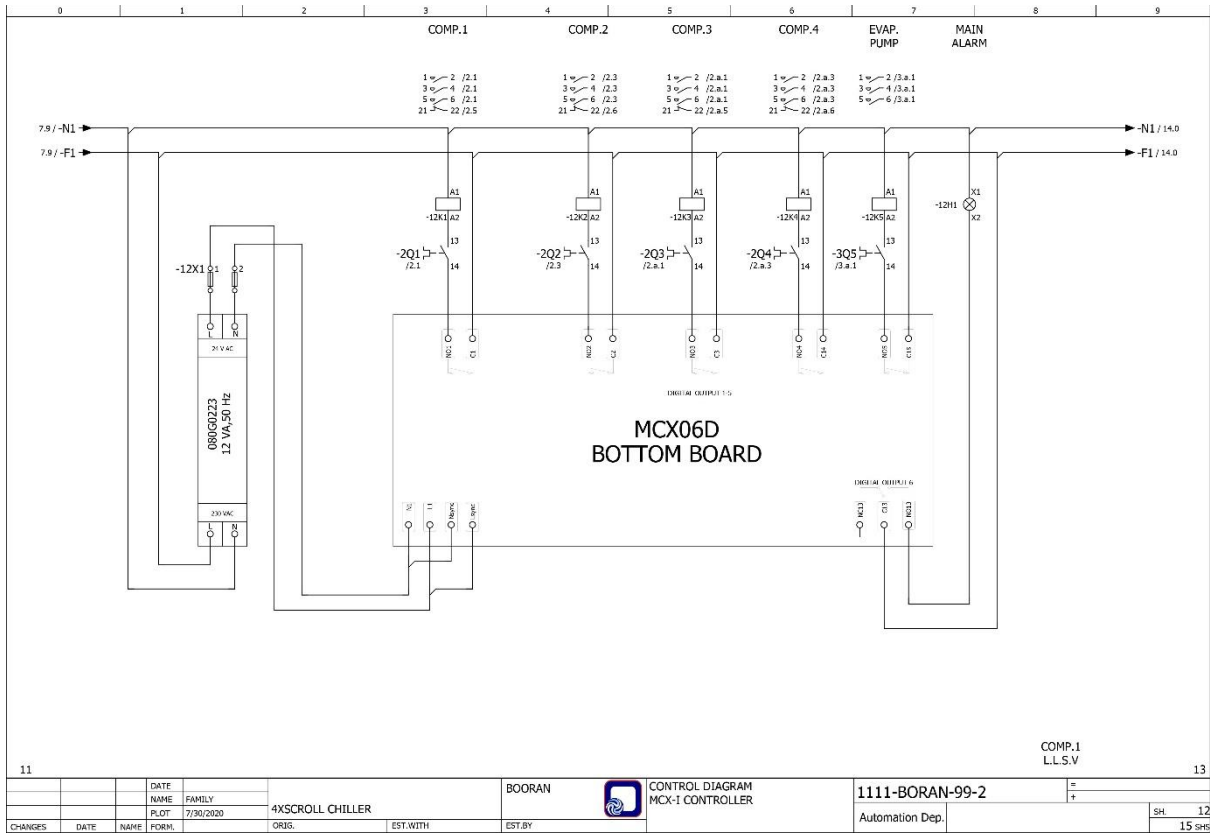 0 1 2 3 4 5 6 7 8 9
COMP.1 COMP.2 COMP.3 COMP.4 EVAP. PUMP MAIN ALARM
1 2 /2.1 1 2 /2.3 1 2 /2.a.1 1 2 /2.a.3 1 2 /3.a.1
3 4 /2.1 3 4 /2.3 3 4 /2.a.1 3 4 /2.a.3 3 4 /3.a.1
5 6 /2.1 5 6 /2.3 5 6 /2.a.1 5 6 /2.a.3 5 6 /3.a.1
21 22 /2.5 21 22 /2.6 21 22 /2.a.5 21 22 /2.a.6
7.9 / -N1 -N1 / 14.0
7.9 / -F1 -F1 / 14.0
A1 A1 A1 A1 A1 X1
-12K1 A2 -12K2 A2 -12K3 A2 -12K4 A2 -12K5 A2 -12H1 X2
13 13 13 13 13
-2Q1 -2Q2 -2Q3 -2Q4 -3Q5
/2.1 14 /2.3 14 /2.a.1 14 /2.a.3 14 /3.a.1 14
-12X1 1 2
L N
24 V AC
080G0223
12 VA,50 Hz
230 VAC
L N
NO1 C1 NO2 C2 NO3 C3 NO4 C14 NO5 C15
DIGITAL OUTPUT 1-5
MCX06D
BOTTOM BOARD
DIGITAL OUTPUT 6
N1 Nsync Lsync NC13 C13 NO13
COMP.1
L.L.S.V
11 13
DATE
NAME FAMILY
PLOT 7/30/2020
CHANGES DATE NAME FORM.
4XSCROLL CHILLER
ORIG. EST.WITH EST.BY
BOORAN
CONTROL DIAGRAM
MCX-I CONTROLLER
1111-BORAN-99-2
Automation Dep.
=
+
SH. 12
15 SHS